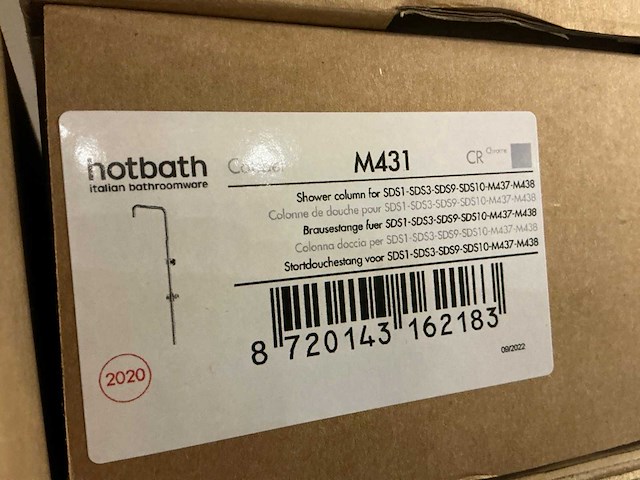 hotbath
italian bathroomware
M431
CR Chrome
Shower column for SDS1-SDS3-SDS9-SDS10-M437-M438
Colonne de douche pour SDS1-SDS3-SDS9-SDS10-M437-M438
Brausestange fuer SDS1-SDS3-SDS9-SDS10-M437-M438
Colonna doccia per SDS1-SDS3-SDS9-SDS10-M437-M438
Stortdouchestang voor SDS1-SDS3-SDS9-SDS10-M437-M438
8 720143 162183
09/2022
2020